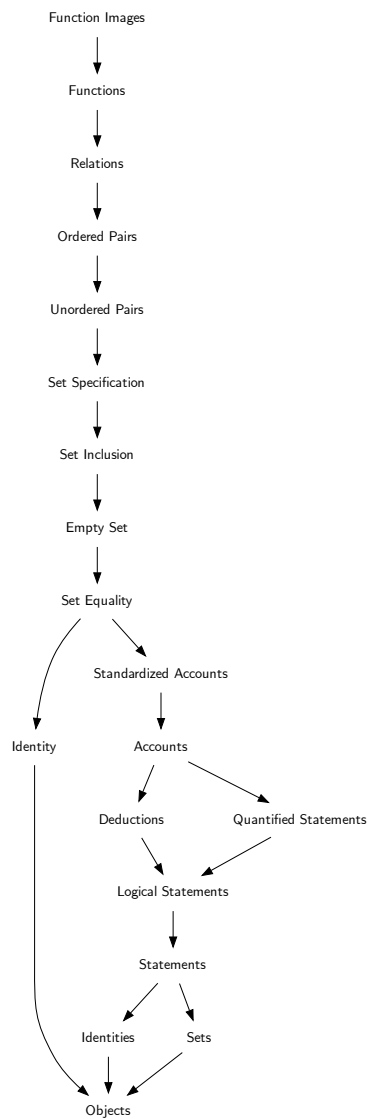 Function Images
Functions
Relations
Ordered Pairs
Unordered Pairs
Set Specification
Set Inclusion
Empty Set
Set Equality
Standardized Accounts
Identity
Accounts
Deductions
Quantified Statements
Logical Statements
Statements
Identities
Sets
Objects